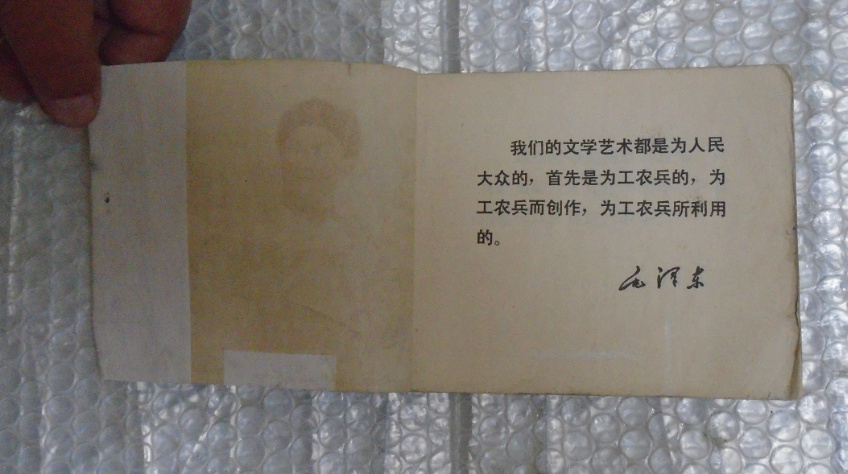 我们的文学艺术都是为人民
大众的，首先是为工农兵的，为
工农兵而创作，为工农兵所利用
的。
毛泽东